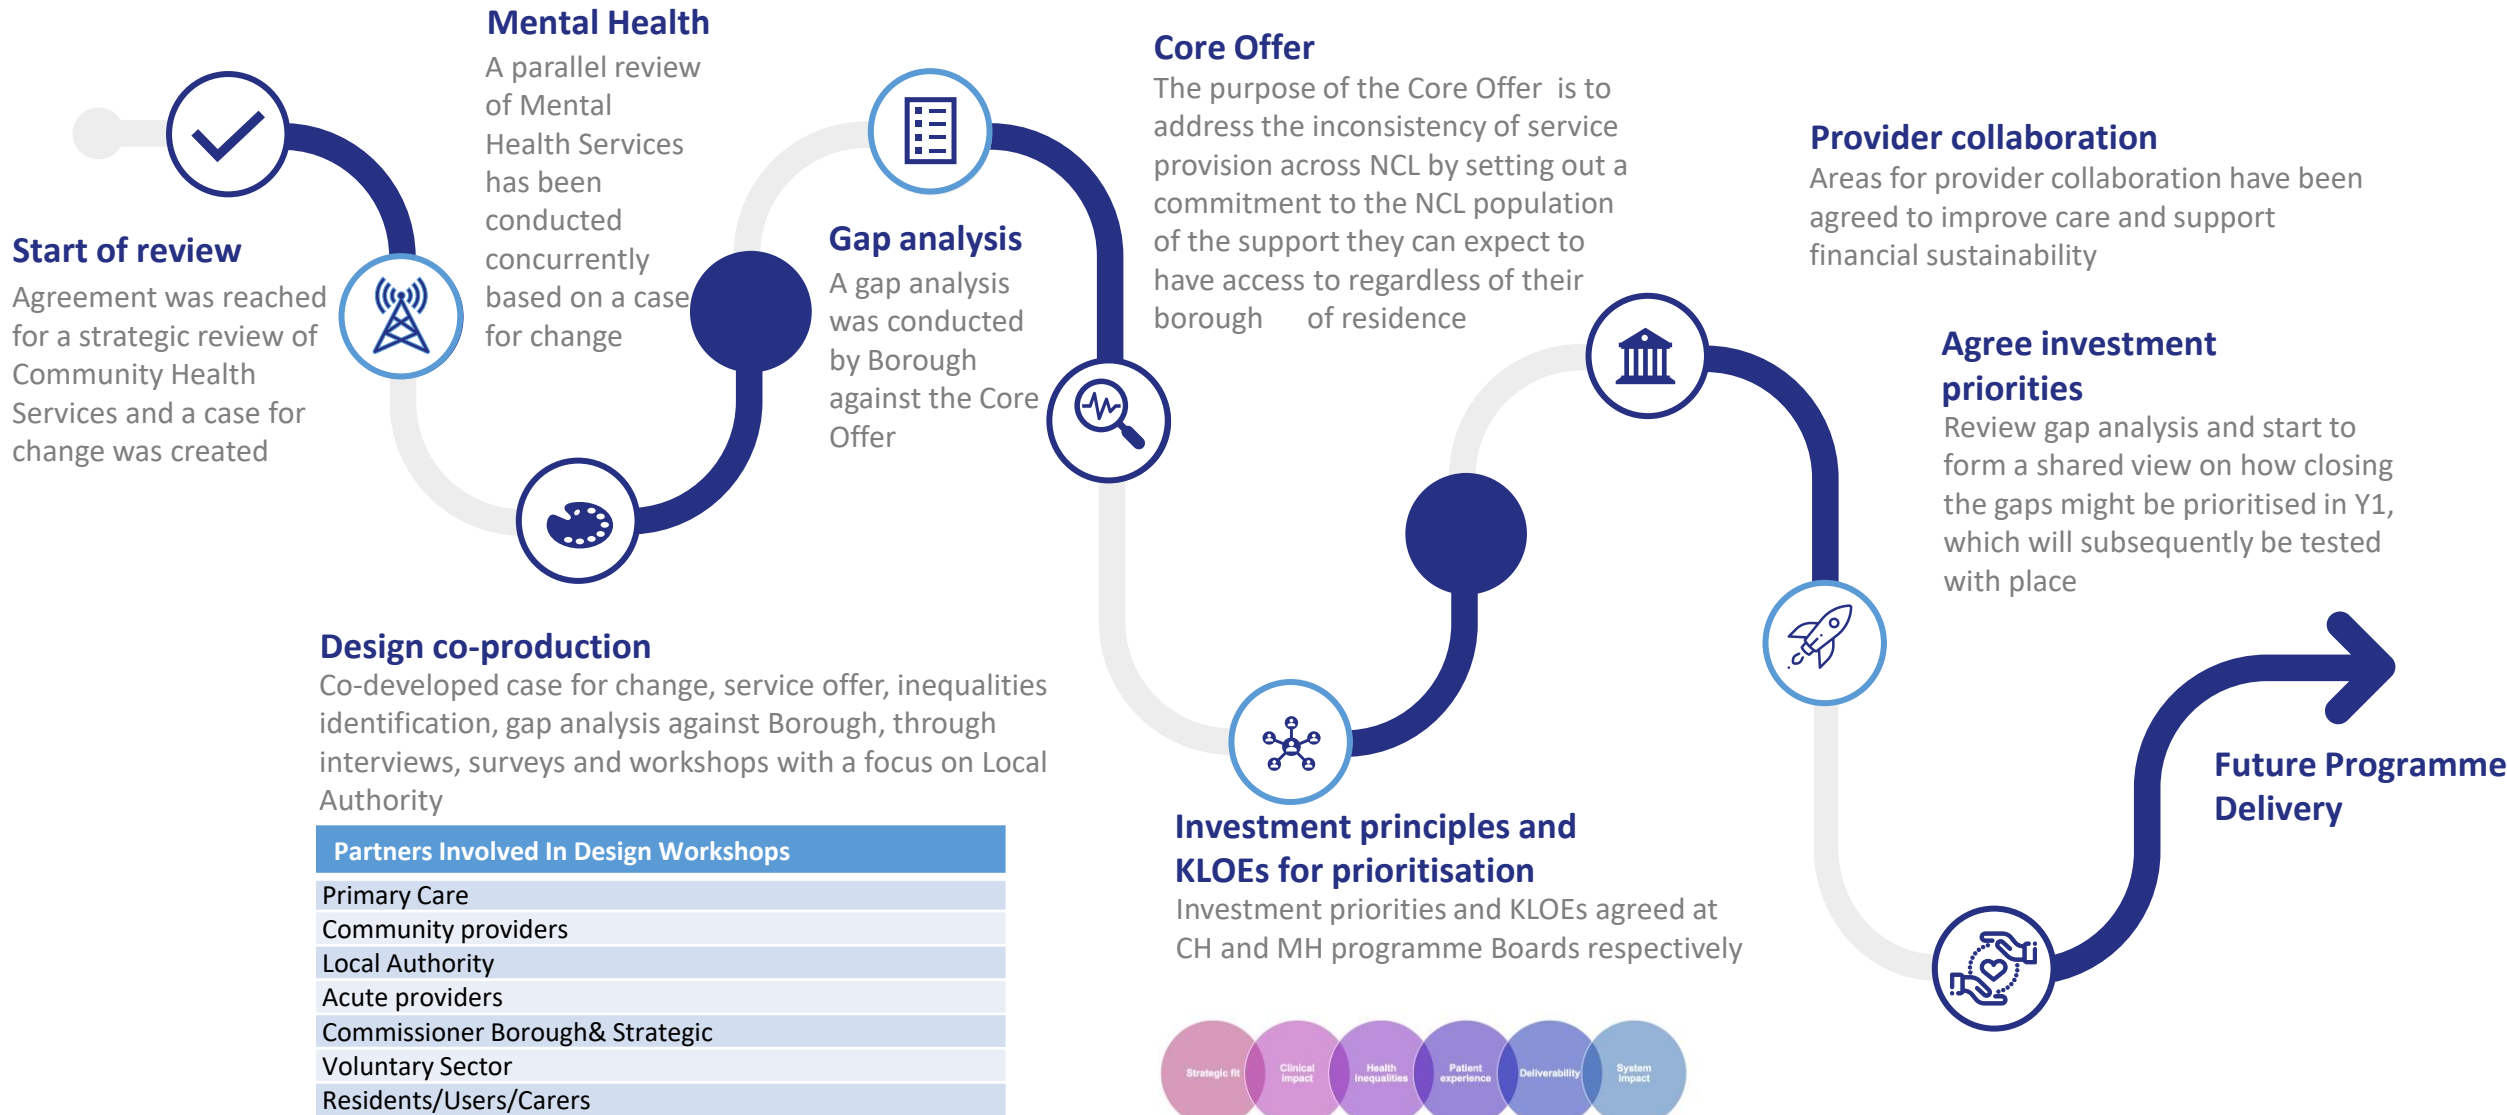 Start of review
Agreement was reached
for a strategic review of
Community Health
Services and a case for
change was created
Mental Health
A parallel review
of Mental
Health Services
has been
conducted
concurrently
based on a case
for change
Design co-production
Co-developed case for change, service offer, inequalities
identification, gap analysis against Borough, through
interviews, surveys and workshops with a focus on Local
Authority
Partners Involved In Design Workshops
Primary Care
Community providers
Local Authority
Acute providers
Commissioner Borough& Strategic
Voluntary Sector
Residents/Users/Carers
Gap analysis
A gap analysis
was conducted
by Borough
against the Core
Offer
Core Offer
The purpose of the Core Offer is to
address the inconsistency of service
provision across NCL by setting out a
commitment to the NCL population
of the support they can expect to
have access to regardless of their
borough of residence
Investment principles and
KLOEs for prioritisation
Investment priorities and KLOEs agreed at
CH and MH programme Boards respectively
Strategic fit
Clinical
impact
Health
inequalities
Patient
experience
Deliverability
System
impact
Provider collaboration
Areas for provider collaboration have been
agreed to improve care and support
financial sustainability
Agree investment
priorities
Review gap analysis and start to
form a shared view on how closing
the gaps might be prioritised in Y1,
which will subsequently be tested
with place
Future Programme
Delivery